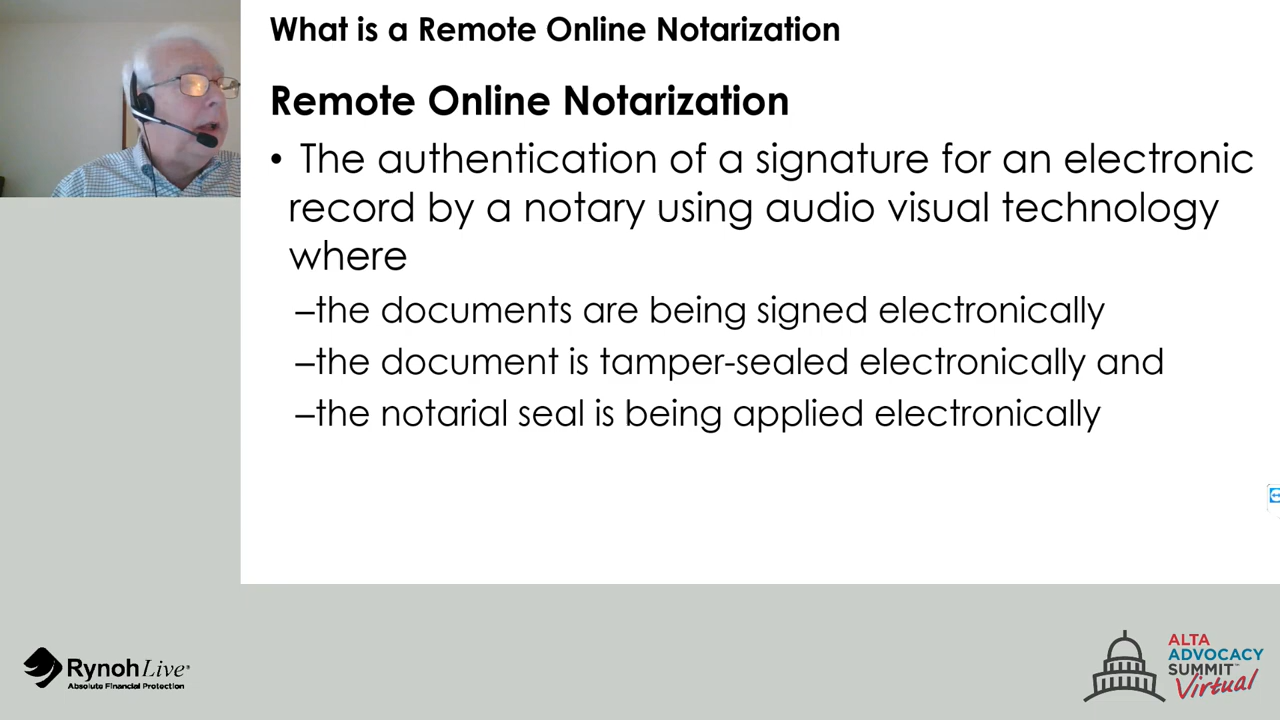 What is a Remote Online Notarization
Remote Online Notarization
• The authentication of a signature for an electronic
record by a notary using audio visual technology
where
–the documents are being signed electronically
–the document is tamper-sealed electronically and
–the notarial seal is being applied electronically
RynohLive®
Absolute Financial Protection
ALTA
ADVOCACY
SUMMIT™
Virtual